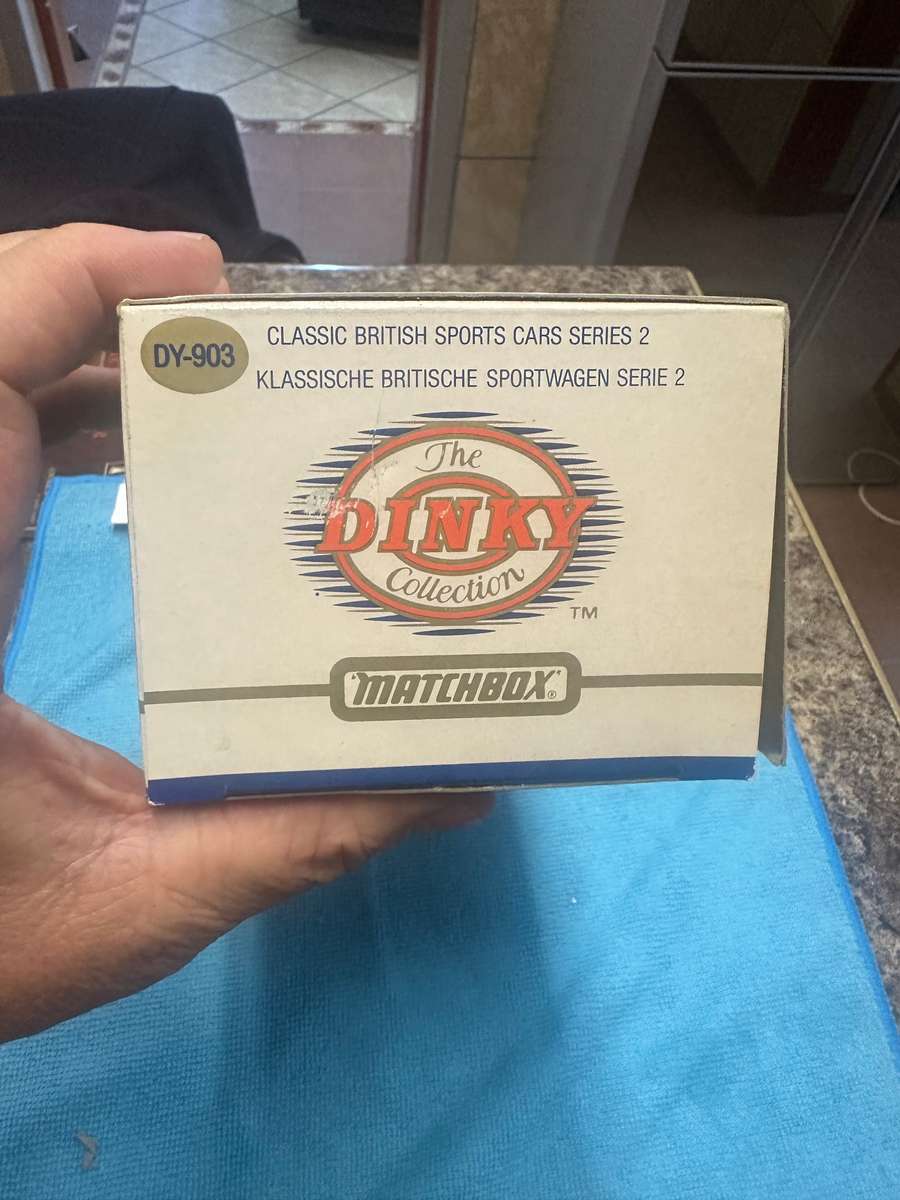 DY-903
CLASSIC BRITISH SPORTS CARS SERIES 2
KLASSISCHE BRITISCHE SPORTWAGEN SERIE 2
The
DINKY
Collection
TM
"MATCHBOX"®